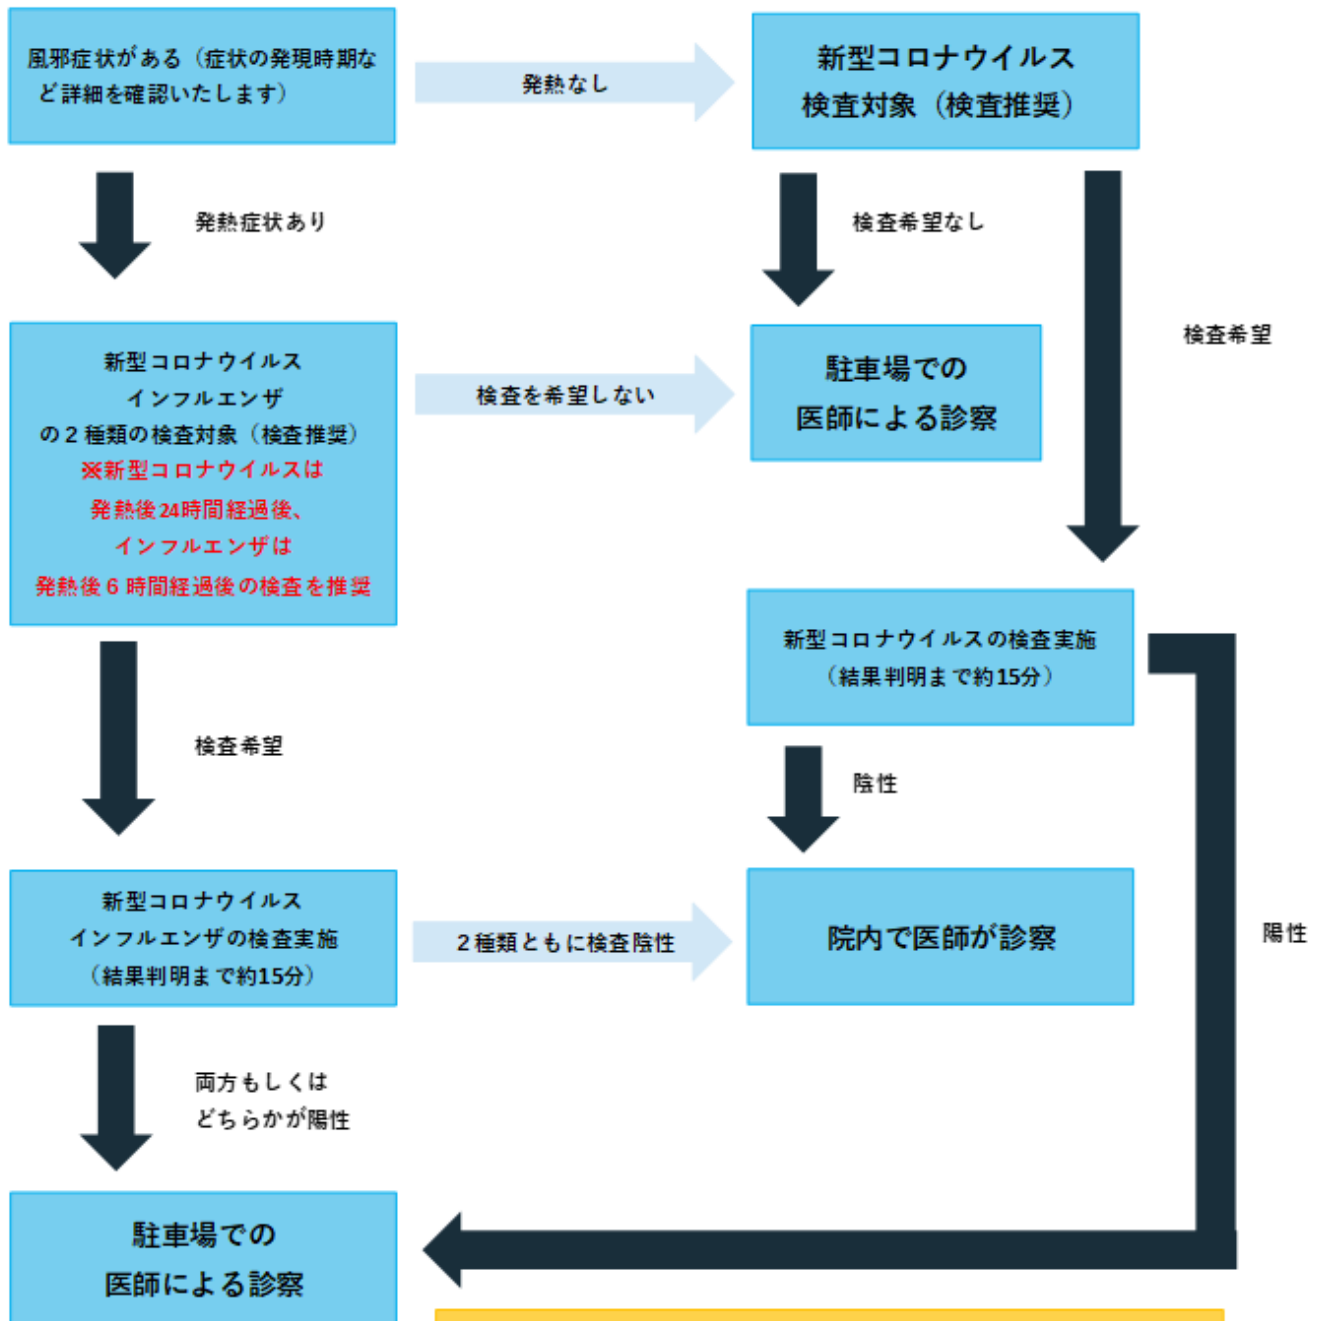 風邪症状がある（症状の発現時期な
ど詳細を確認いたします）
発熱なし
新型コロナウイルス
検査対象（検査推奨）
発熱症状あり
検査希望なし
検査希望
新型コロナウイルス
インフルエンザ
の２種類の検査対象（検査推奨）
※新型コロナウイルスは
発熱後24時間経過後、
インフルエンザは
発熱後６時間経過後の検査を推奨
検査を希望しない
駐車場での
医師による診察
新型コロナウイルスの検査実施
（結果判明まで約15分）
検査希望
陰性
新型コロナウイルス
インフルエンザの検査実施
（結果判明まで約15分）
２種類ともに検査陰性
院内で医師が診察
陽性
両方もしくは
どちらかが陽性
駐車場での
医師による診察